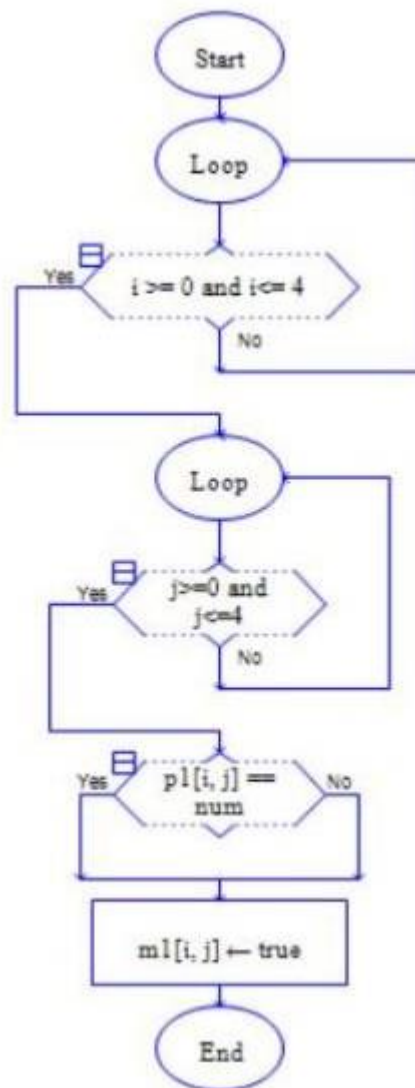 Start
Loop
Yes
i >= 0 and i<= 4
No
Loop
Yes
j>=0 and
j<=4
No
Yes
p1[i, j] ==
num
No
m1[i, j] ← true
End